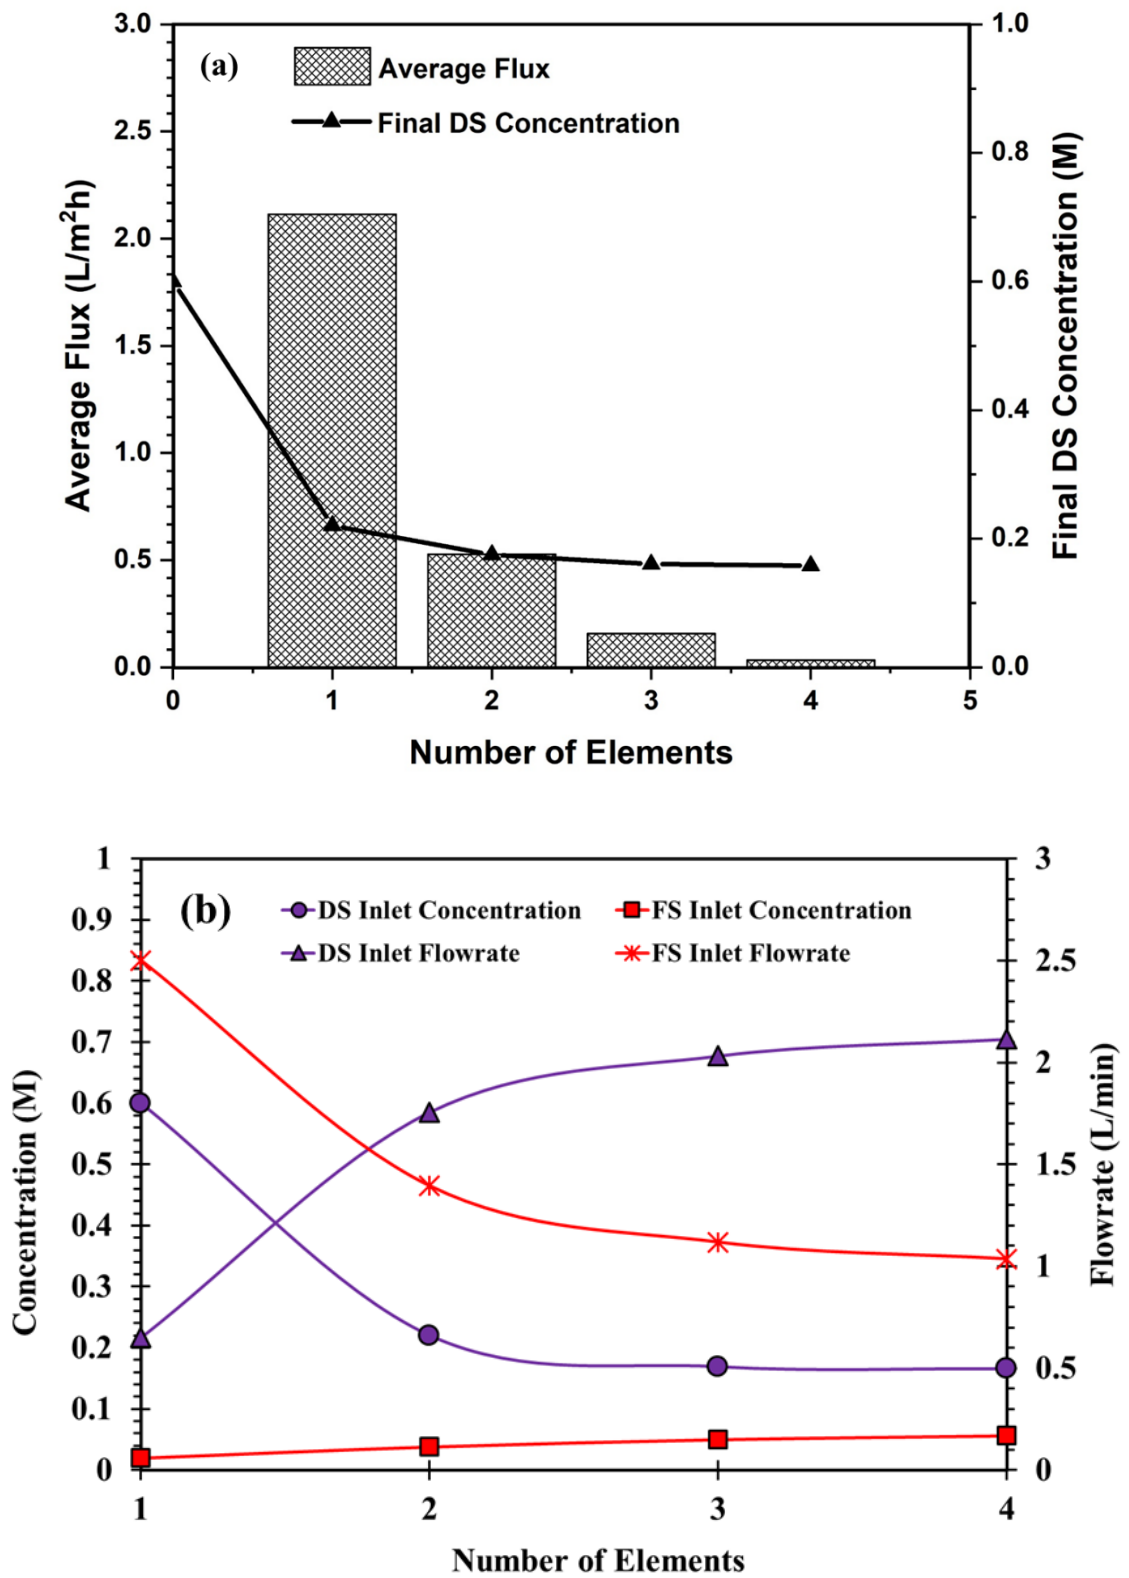 (a)
Average Flux
Final DS Concentration
3.0
2.5
2.0
1.5
1.0
0.5
0.0
Average Flux (L/m²h)
1.0
0.8
0.6
0.4
0.2
0.0
Final DS Concentration (M)
0 1 2 3 4 5
Number of Elements
(b)
DS Inlet Concentration FS Inlet Concentration
DS Inlet Flowrate FS Inlet Flowrate
1
0.9
0.8
0.7
0.6
0.5
0.4
0.3
0.2
0.1
0
Concentration (M)
3
2.5
2
1.5
1
0.5
0
Flowrate (L/min)
1 2 3 4
Number of Elements